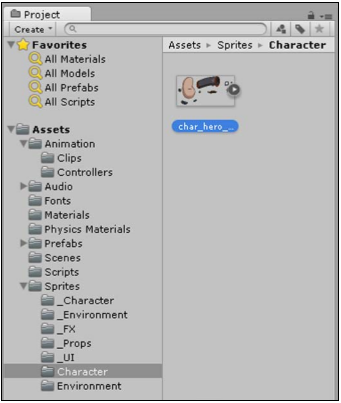 Project
Create
Favorites
All Materials
All Models
All Prefabs
All Scripts
Assets
Animation
Clips
Controllers
Audio
Fonts
Materials
Physics Materials
Prefabs
Scenes
Scripts
Sprites
_Character
_Environment
_FX
_Props
_UI
Character
Environment
Assets ▸ Sprites ▸ Character
char_hero_...